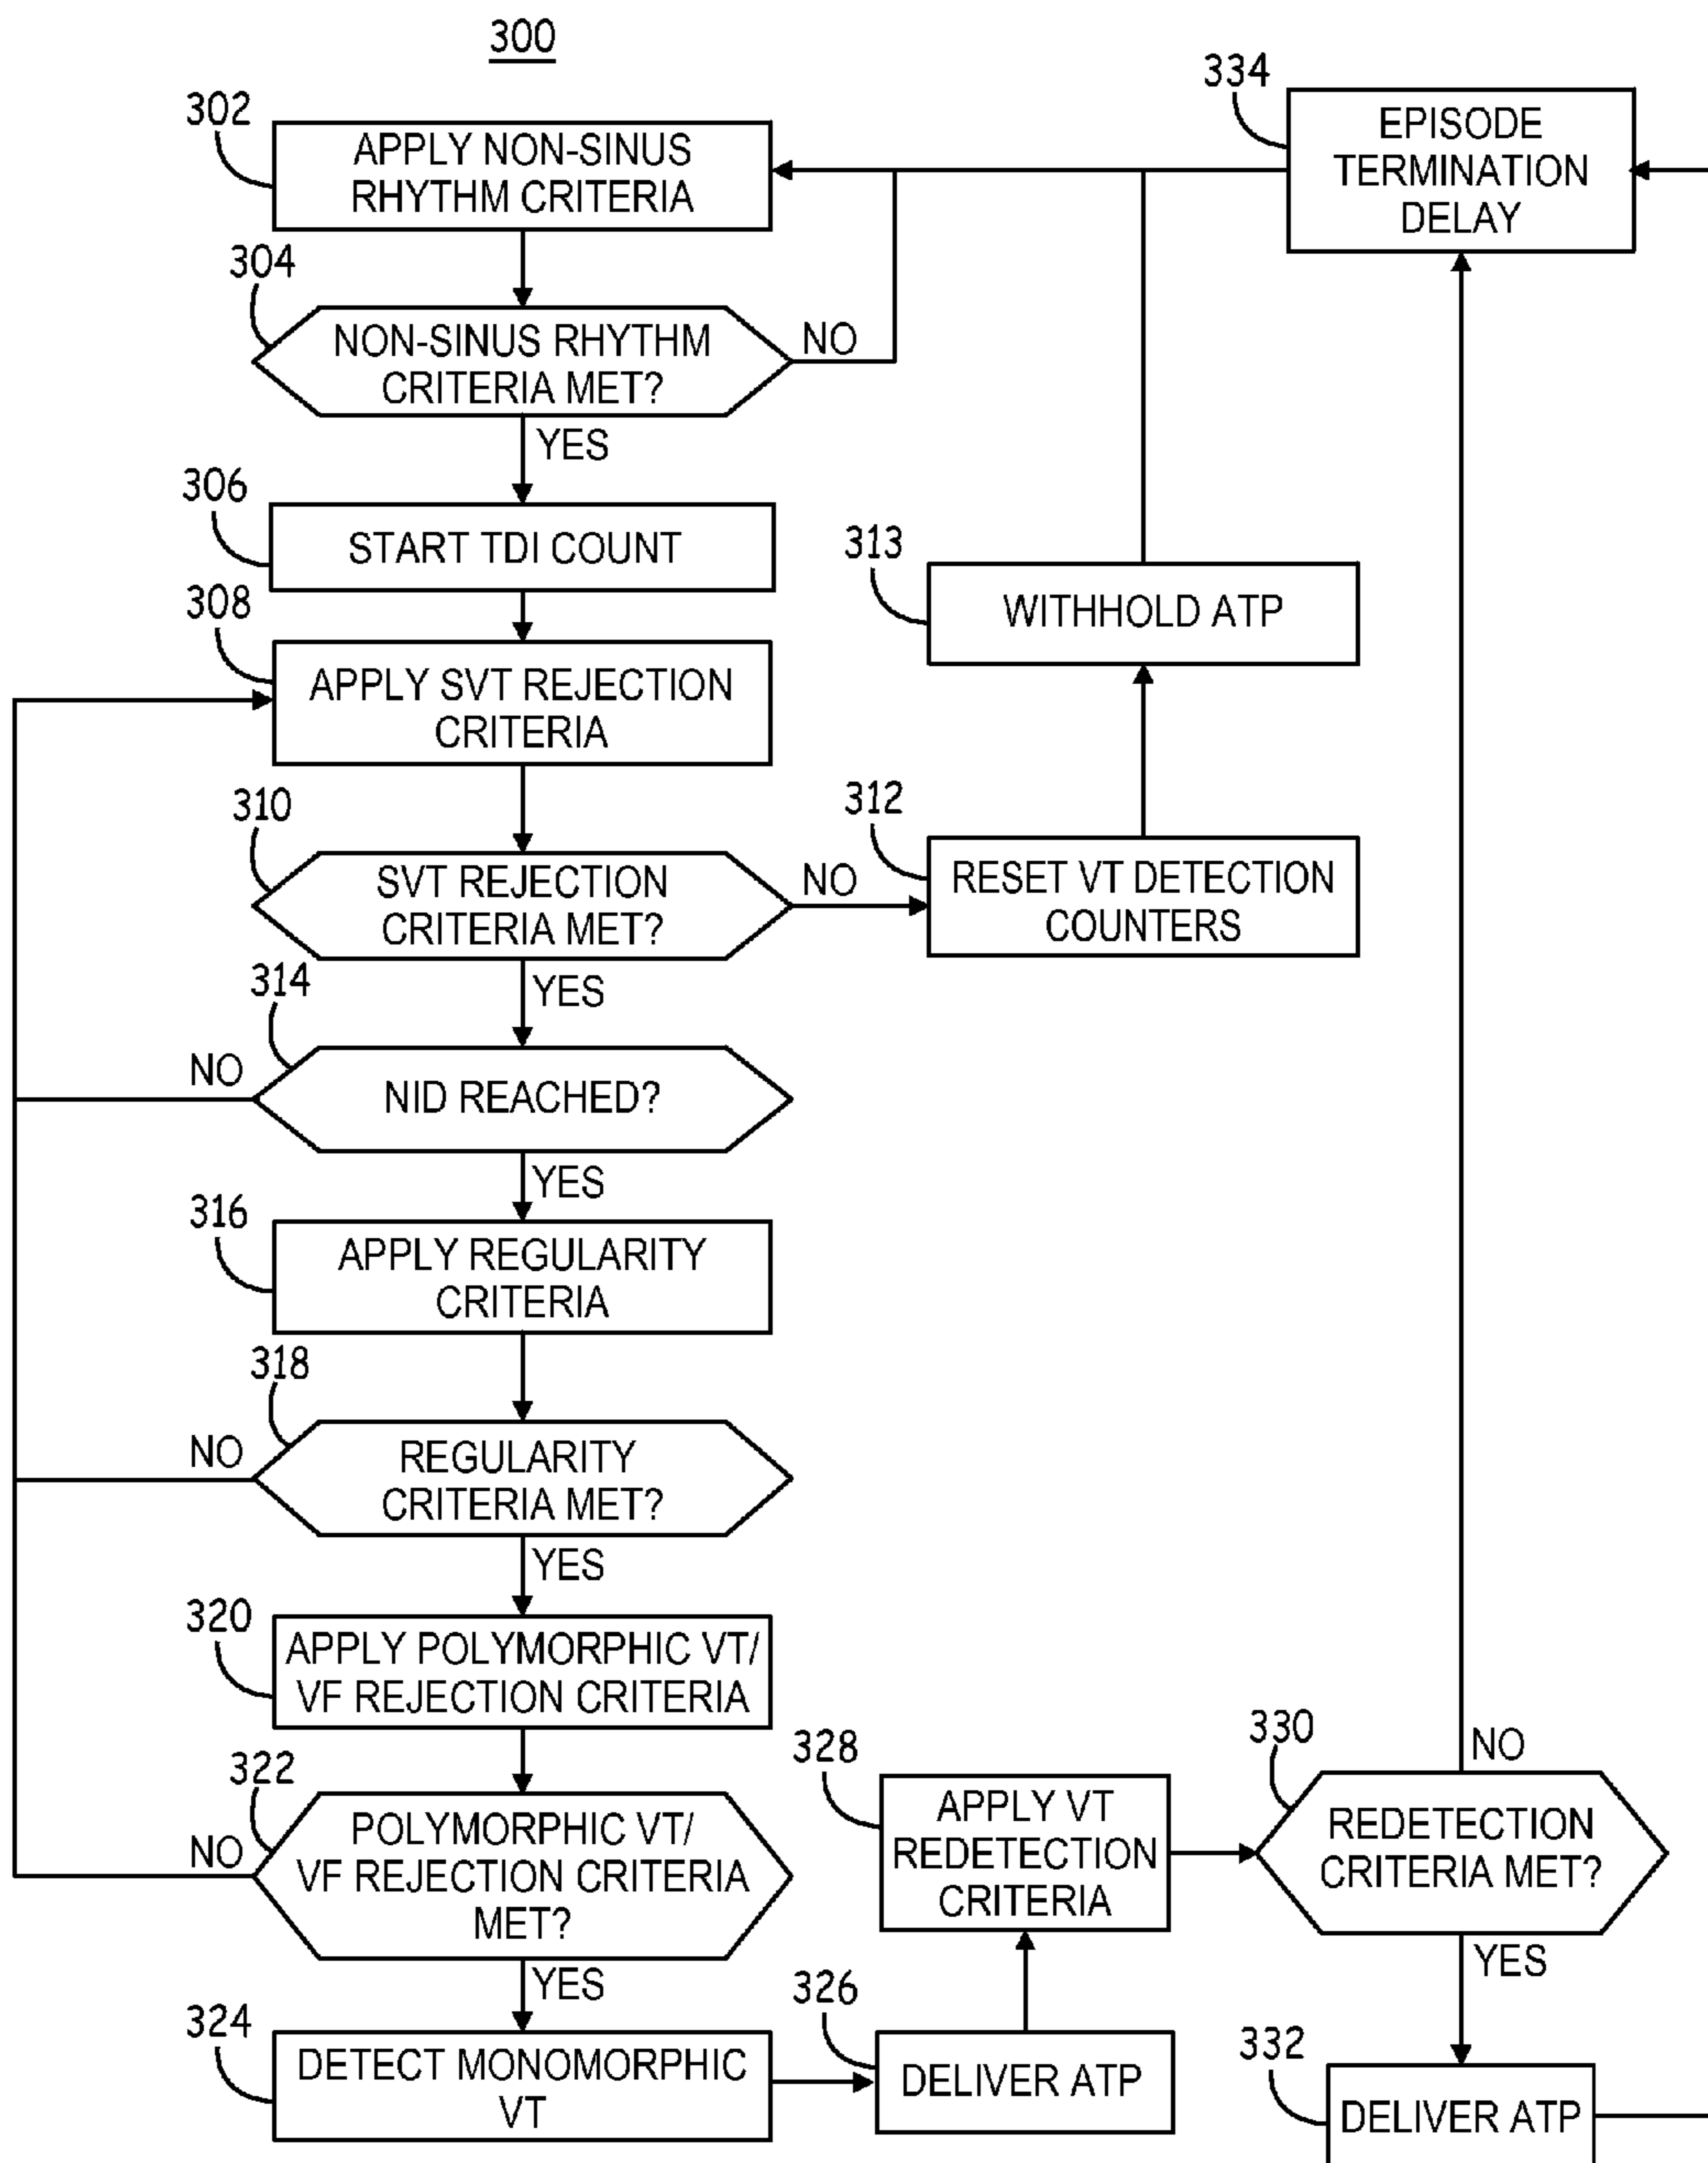 300
302
APPLY NON-SINUS
RHYTHM CRITERIA
334
EPISODE
TERMINATION
DELAY
304
NON-SINUS RHYTHM
CRITERIA MET?
NO
YES
306
START TDI COUNT
308
APPLY SVT REJECTION
CRITERIA
313
WITHHOLD ATP
310
SVT REJECTION
CRITERIA MET?
NO
312
RESET VT DETECTION
COUNTERS
YES
314
NO
NID REACHED?
YES
316
APPLY REGULARITY
CRITERIA
318
NO
REGULARITY
CRITERIA MET?
YES
320
APPLY POLYMORPHIC VT/
VF REJECTION CRITERIA
322
NO
POLYMORPHIC VT/
VF REJECTION CRITERIA
MET?
YES
324
DETECT MONOMORPHIC
VT
326
DELIVER ATP
328
APPLY VT
REDETECTION
CRITERIA
330
NO
REDETECTION
CRITERIA MET?
YES
332
DELIVER ATP